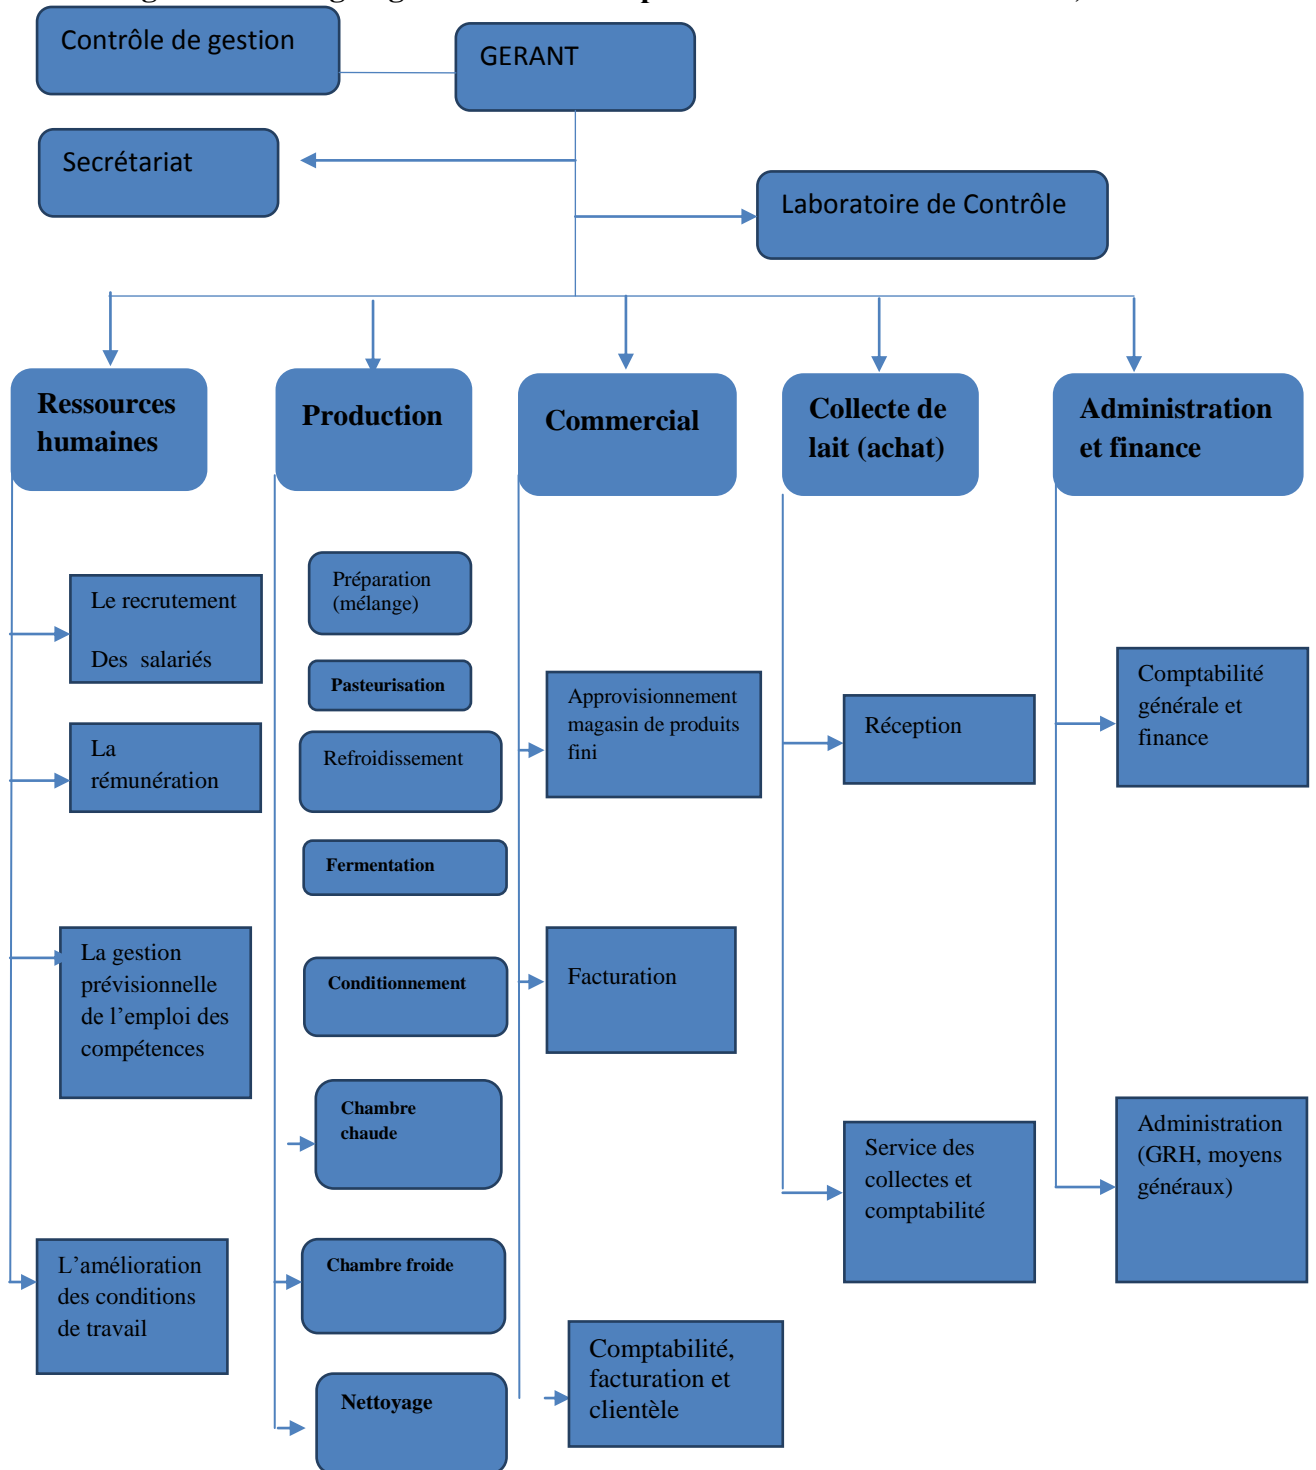 Contrôle de gestion
GERANT
Secrétariat
Laboratoire de Contrôle
Ressources
humaines
Production
Commercial
Collecte de
lait (achat)
Administration
et finance
Le recrutement
Des salariés
La
rémunération
La gestion
prévisionnelle
de l’emploi des
compétences
L’amélioration
des conditions
de travail
Préparation
(mélange)
Pasteurisation
Refroidissement
Fermentation
Conditionnement
Chambre
chaude
Chambre froide
Nettoyage
Approvisionnement
magasin de produits
fini
Facturation
Comptabilité,
facturation et
clientèle
Réception
Service des
collectes et
comptabilité
Comptabilité
générale et
finance
Administration
(GRH, moyens
généraux)